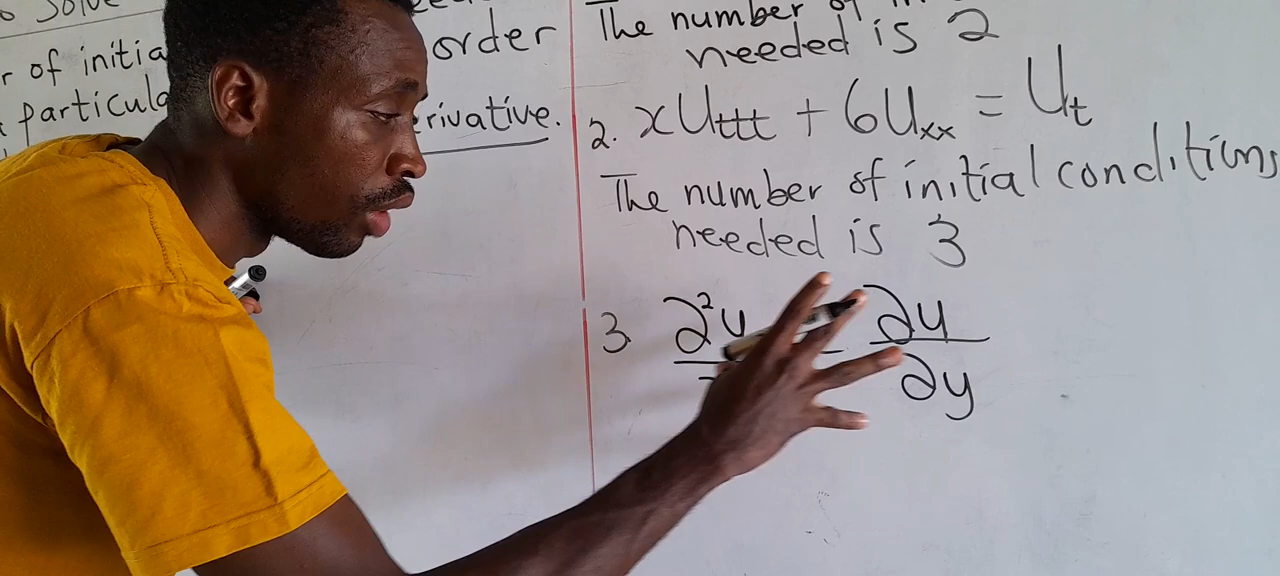 o solve
r of initia order
particula rivative.
The number of
needed is 2
2. xUttt + 6Uxx = Ut
The number of initial conditions
needed is 3
3 ∂²u ∂u
∂y